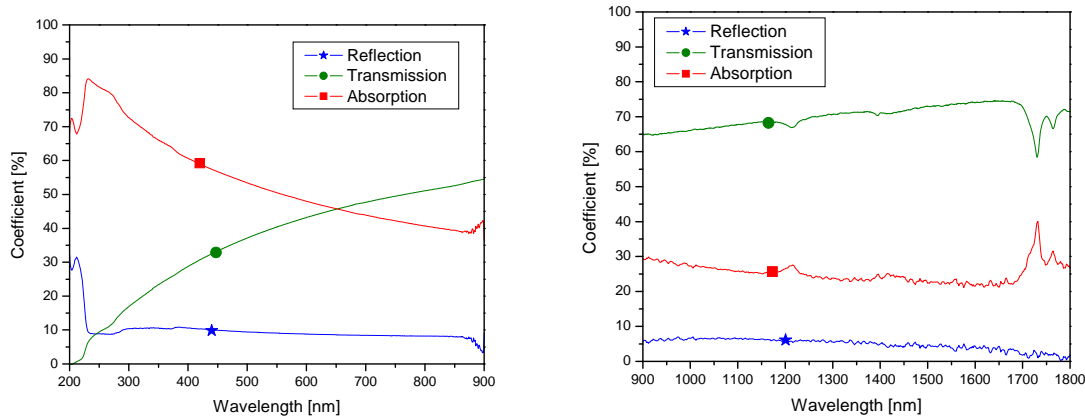 100
90
80
70
60
50
40
30
20
10
0
Coefficient [%]
Reflection
Transmission
Absorption
200 300 400 500 600 700 800 900
Wavelength [nm]
100
90
80
70
60
50
40
30
20
10
0
Coefficient [%]
Reflection
Transmission
Absorption
900 1000 1100 1200 1300 1400 1500 1600 1700 1800
Wavelength [nm]